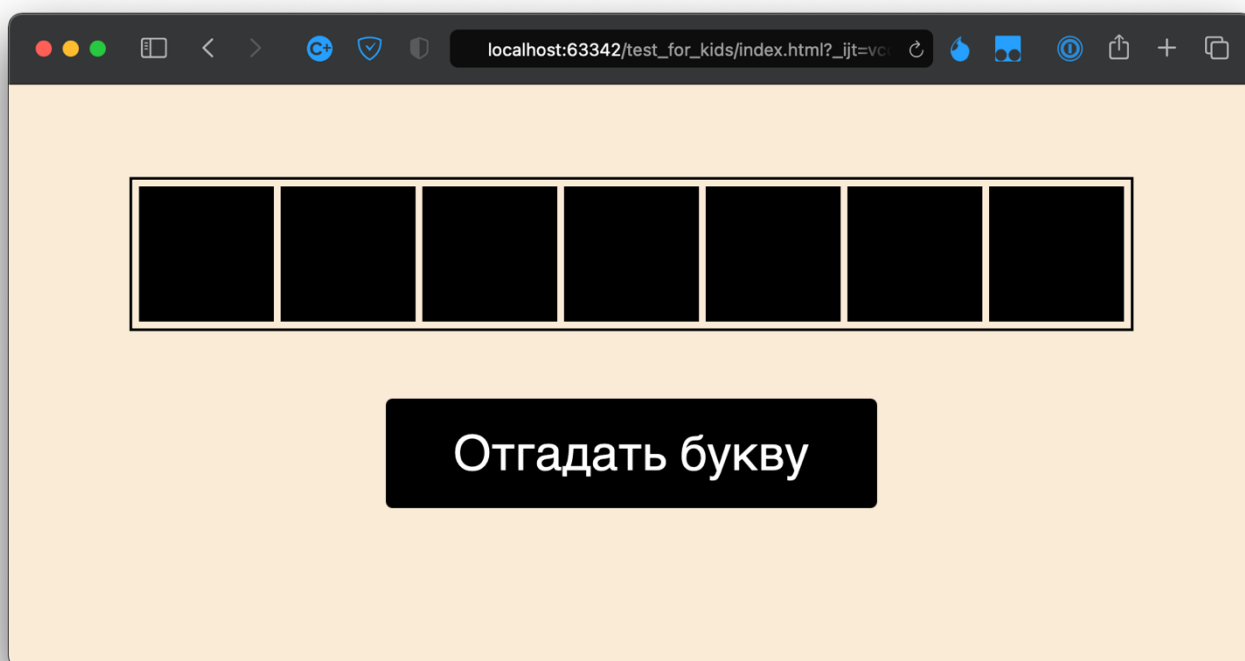 localhost:63342/test_for_kids/index.html?_ijt=vc
Отгадать букву